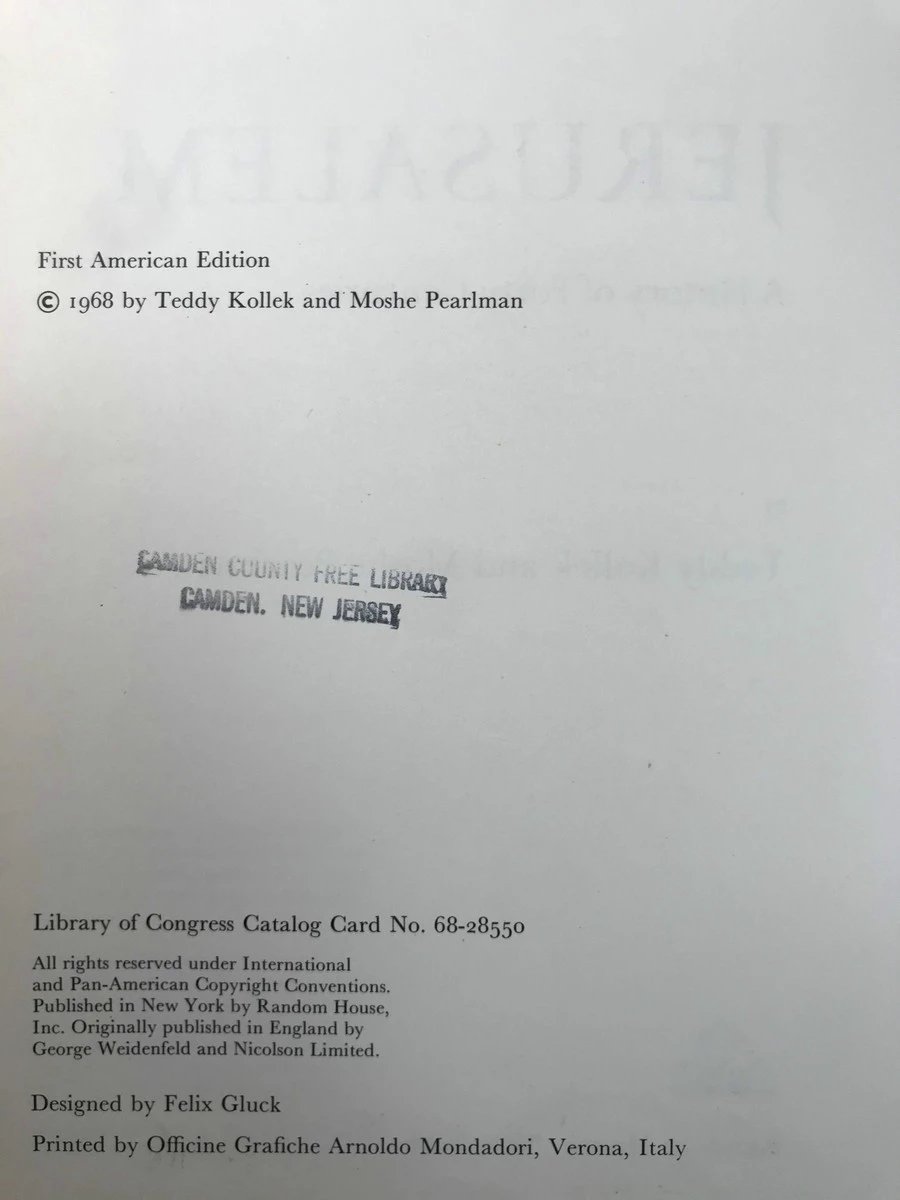 JERUSALEM
First American Edition
© 1968 by Teddy Kollek and Moshe Pearlman
CAMDEN COUNTY FREE LIBRARY
CAMDEN. NEW JERSEY
Library of Congress Catalog Card No. 68-28550
All rights reserved under International
and Pan-American Copyright Conventions.
Published in New York by Random House,
Inc. Originally published in England by
George Weidenfeld and Nicolson Limited.
Designed by Felix Gluck
Printed by Officine Grafiche Arnoldo Mondadori, Verona, Italy